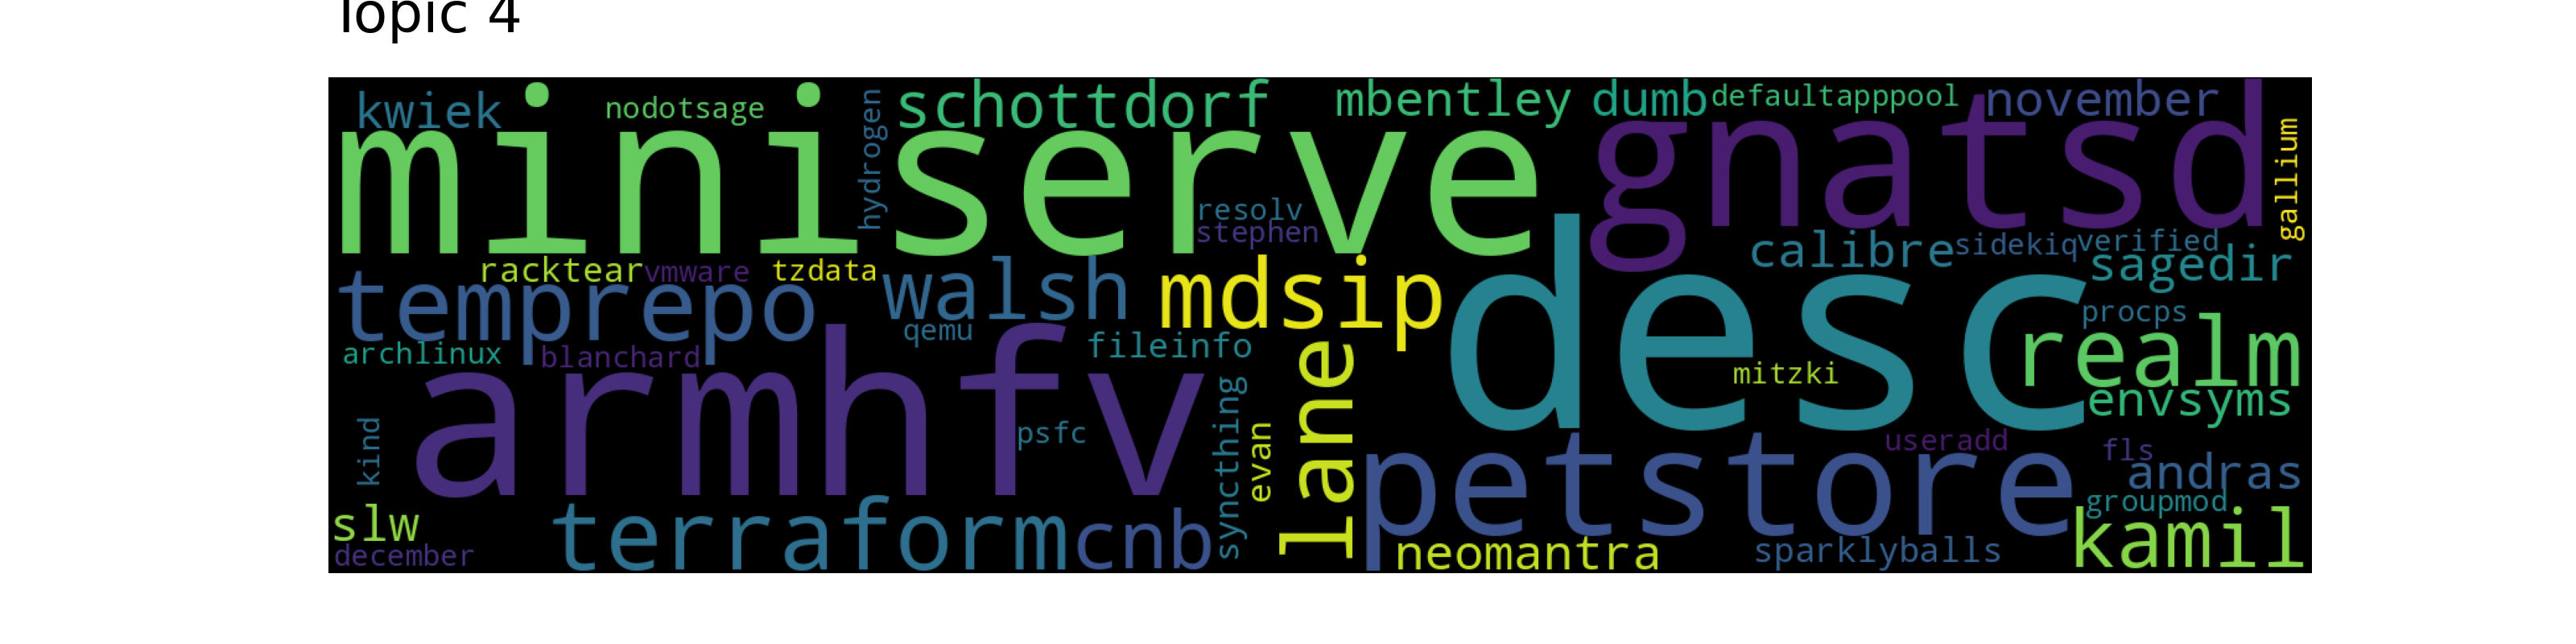 Topic 4
kwiek
nodotsage
hydrogen
schottdorf
mbentley
dumb
defaultapppool
november
miniserve
gnatsd
gallium
resolv
stephen
calibre
sidekiq
verified
sagedir
racktear
vmware
tzdata
temprepo
walsh
mdsip
desc
qemu
procps
archlinux
blanchard
fileinfo
realm
mitzki
envsyms
armhfv
psfc
kind
syncthing
evan
lane
petstore
useradd
fls
andras
groupmod
slw
december
terraform
cnb
neomantra
sparklyballs
kamil